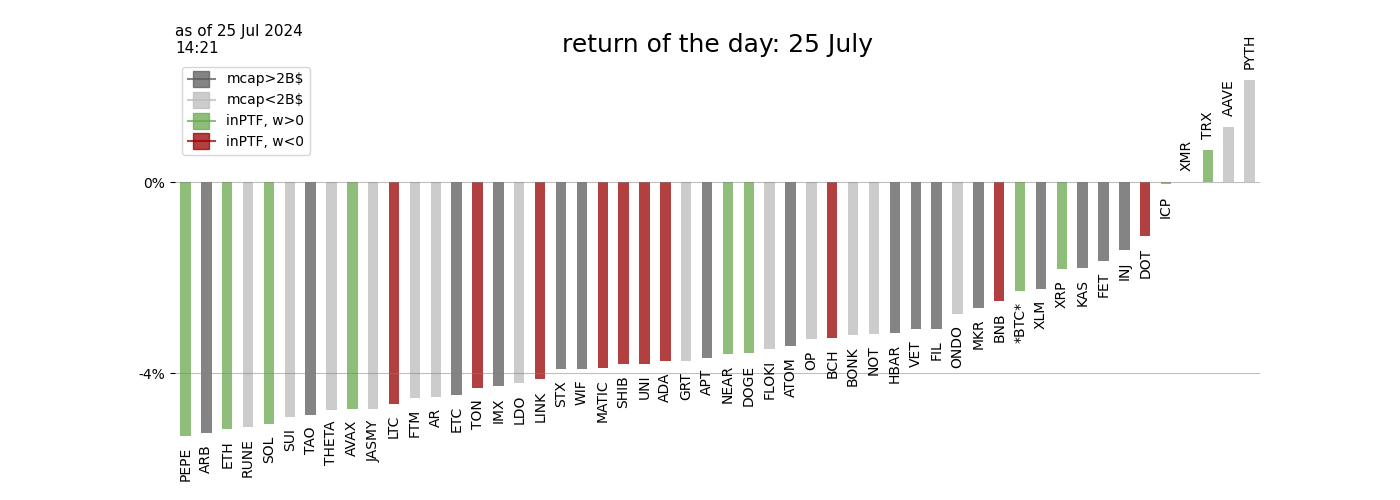 as of 25 Jul 2024
14:21
return of the day: 25 July
mcap>2B$
mcap<2B$
inPTF, w>0
inPTF, w<0
0%
-4%
PEPE
ARB
ETH
RUNE
SOL
SUI
TAO
THETA
AVAX
JASMY
LTC
FTM
AR
ETC
TON
IMX
LDO
LINK
STX
WIF
MATIC
SHIB
UNI
ADA
GRT
APT
NEAR
DOGE
FLOKI
ATOM
OP
BCH
BONK
NOT
HBAR
VET
FIL
ONDO
MKR
BNB
*BTC*
XLM
XRP
KAS
FET
INJ
DOT
ICP
XMR
TRX
AAVE
PYTH